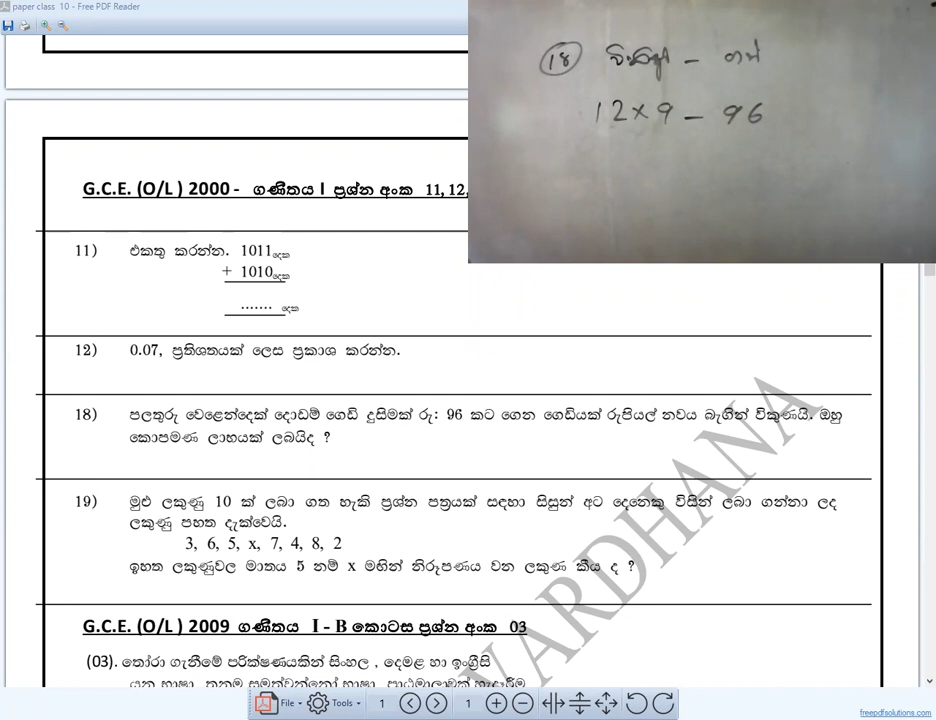 paper class 10 - Free PDF Reader
18
12 × 9 – 96
G.C.E. (O/L ) 2000 - ගණිතය I ප්‍රශ්න අංක 11, 12,
11) එකතු කරන්න. 1011දෙක
+ 1010දෙක
....... දෙක
12) 0.07, ප්‍රතිශතයක් ලෙස ප්‍රකාශ කරන්න.
18) පලතුරු වෙළෙන්දෙක් දොඩම් ගෙඩි දුසිමක් රු: 96 කට ගෙන ගෙඩියක් රුපියල් නවය බැගින් විකුණයි. ඔහු
කොපමණ ලාභයක් ලබයිද ?
19) මුළු ලකුණු 10 ක් ලබා ගත හැකි ප්‍රශ්න පත්‍රයක් සඳහා සිසුන් අට දෙනෙකු විසින් ලබා ගන්නා ලද
ලකුණු පහත දැක්වෙයි.
3, 6, 5, x, 7, 4, 8, 2
ඉහත ලකුණුවල මාතය 5 නම් x මඟින් නිරූපණය වන ලකුණ කීය ද ?
VARDHANA
G.C.E. (O/L ) 2009 ගණිතය I - B කොටස ප්‍රශ්න අංක 03
(03). තෝරා ගැනීමේ පරීක්ෂණයකින් සිංහල , දෙමළ හා ඉංග්‍රීසි
File Tools 1 1
freepdfsolutions.com